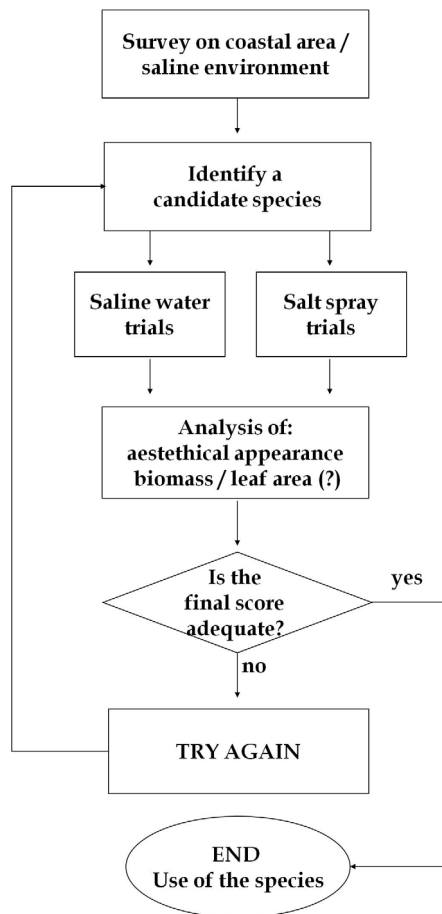 Survey on coastal area /
saline environment
Identify a
candidate species
Saline water
trials
Salt spray
trials
Analysis of:
aestethical appearance
biomass / leaf area (?)
Is the
final score
adequate?
yes
no
TRY AGAIN
END
Use of the species